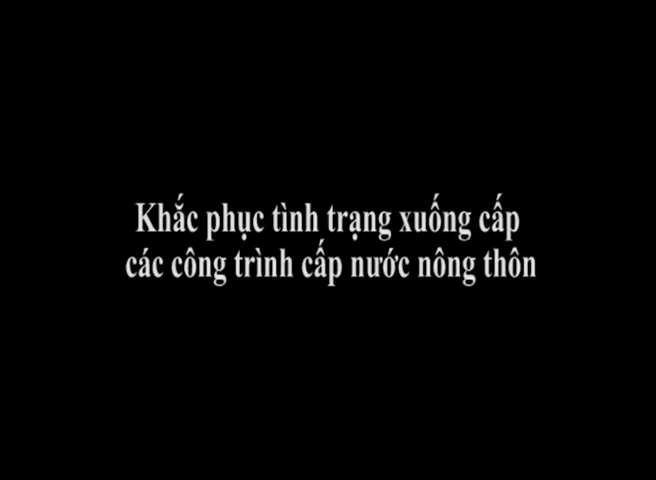 Khắc phục tình trạng xuống cấp
các công trình cấp nước nông thôn